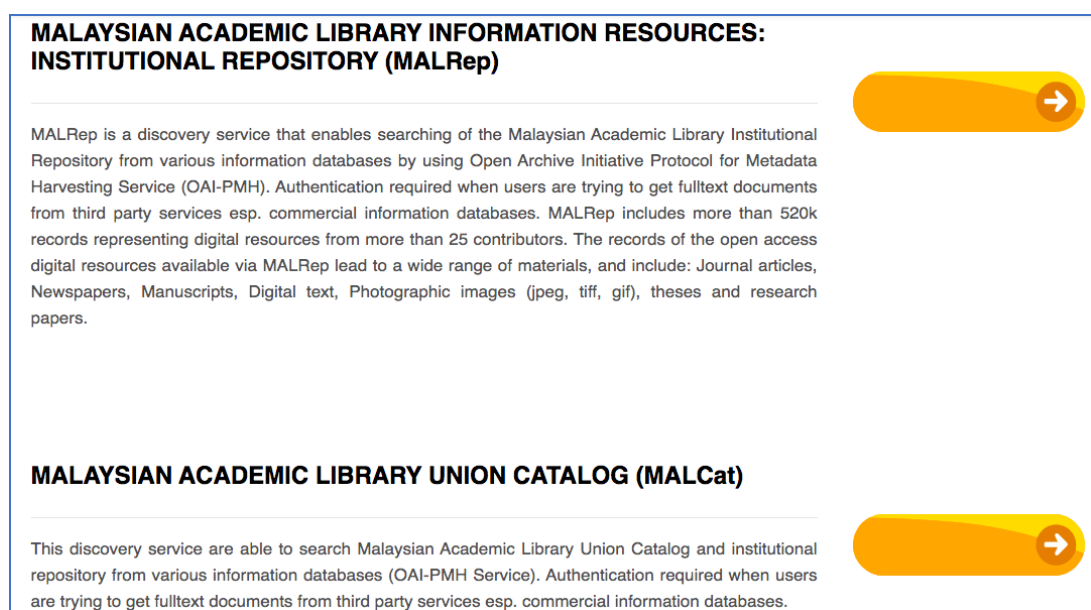 MALAYSIAN ACADEMIC LIBRARY INFORMATION RESOURCES:
INSTITUTIONAL REPOSITORY (MALRep)
MALRep is a discovery service that enables searching of the Malaysian Academic Library Institutional
Repository from various information databases by using Open Archive Initiative Protocol for Metadata
Harvesting Service (OAI-PMH). Authentication required when users are trying to get fulltext documents
from third party services esp. commercial information databases. MALRep includes more than 520k
records representing digital resources from more than 25 contributors. The records of the open access
digital resources available via MALRep lead to a wide range of materials, and include: Journal articles,
Newspapers, Manuscripts, Digital text, Photographic images (jpeg, tiff, gif), theses and research
papers.
MALAYSIAN ACADEMIC LIBRARY UNION CATALOG (MALCat)
This discovery service are able to search Malaysian Academic Library Union Catalog and institutional
repository from various information databases (OAI-PMH Service). Authentication required when users
are trying to get fulltext documents from third party services esp. commercial information databases.